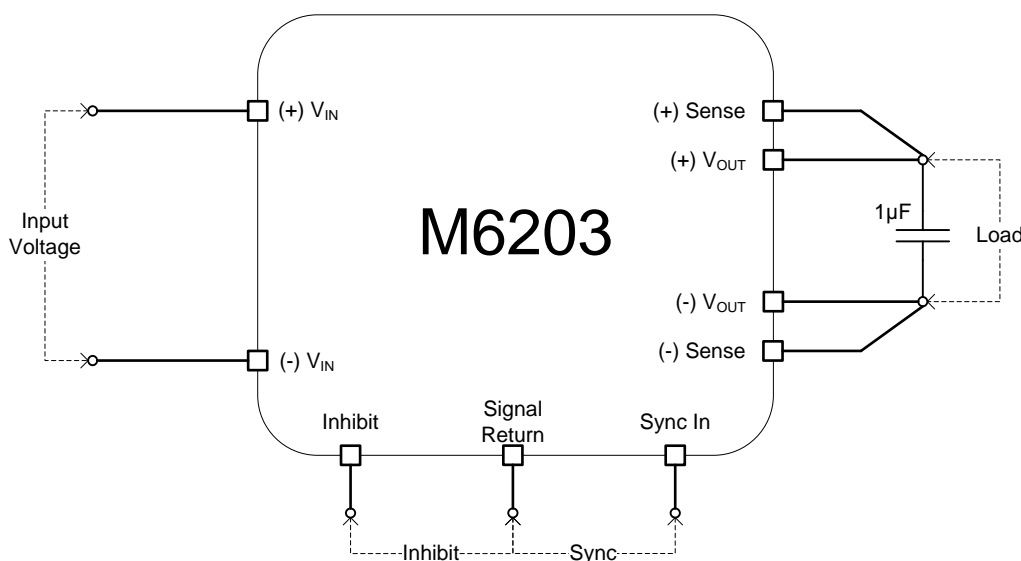 (+) VIN
(+) Sense
(+) VOUT
1µF
Input
Voltage
M6203
Load
(-) VOUT
(-) VIN
(-) Sense
Inhibit
Signal
Return
Sync In
Inhibit
Sync